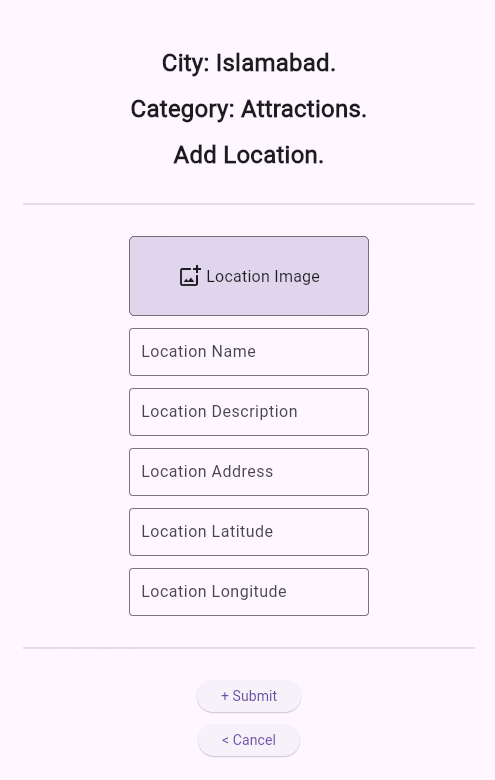 City: Islamabad.
Category: Attractions.
Add Location.
Location Image
Location Name
Location Description
Location Address
Location Latitude
Location Longitude
+ Submit
< Cancel